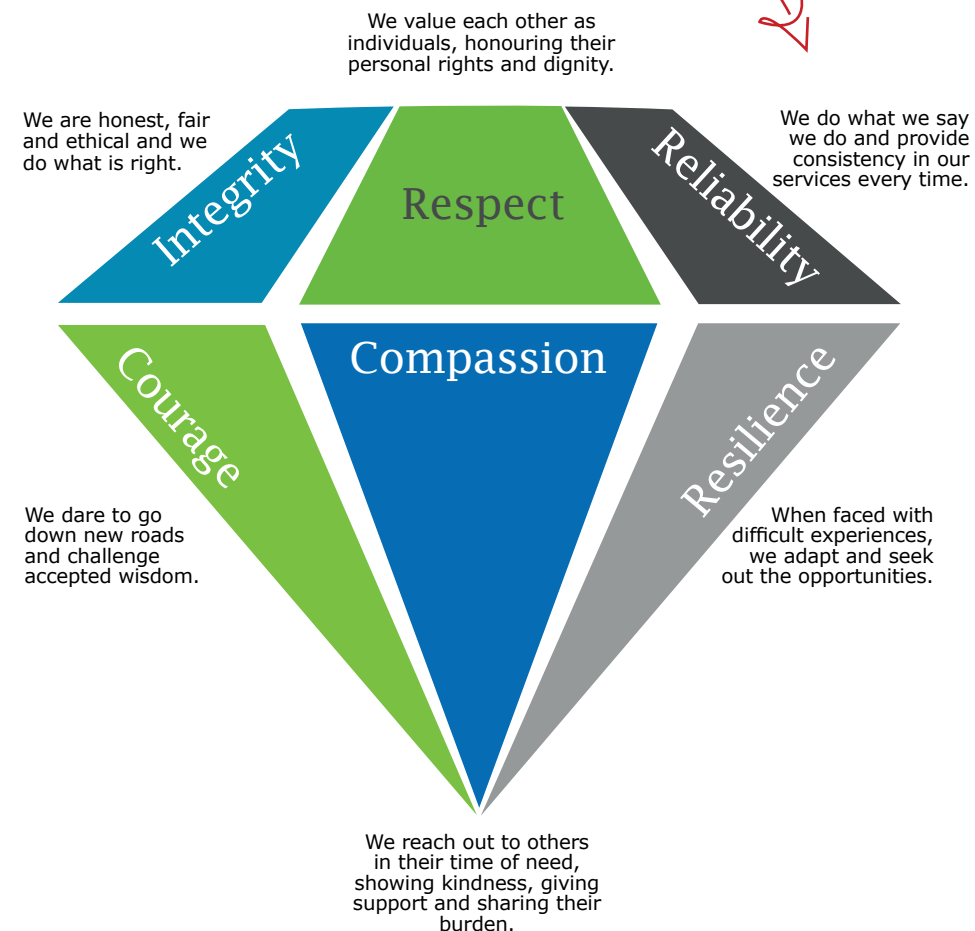 We value each other as
individuals, honouring their
personal rights and dignity.
We are honest, fair
and ethical and we
do what is right.
We do what we say
we do and provide
consistency in our
services every time.
Integrity
Respect
Reliability
Courage
Compassion
Resilience
We dare to go
down new roads
and challenge
accepted wisdom.
When faced with
difficult experiences,
we adapt and seek
out the opportunities.
We reach out to others
in their time of need,
showing kindness, giving
support and sharing their
burden.